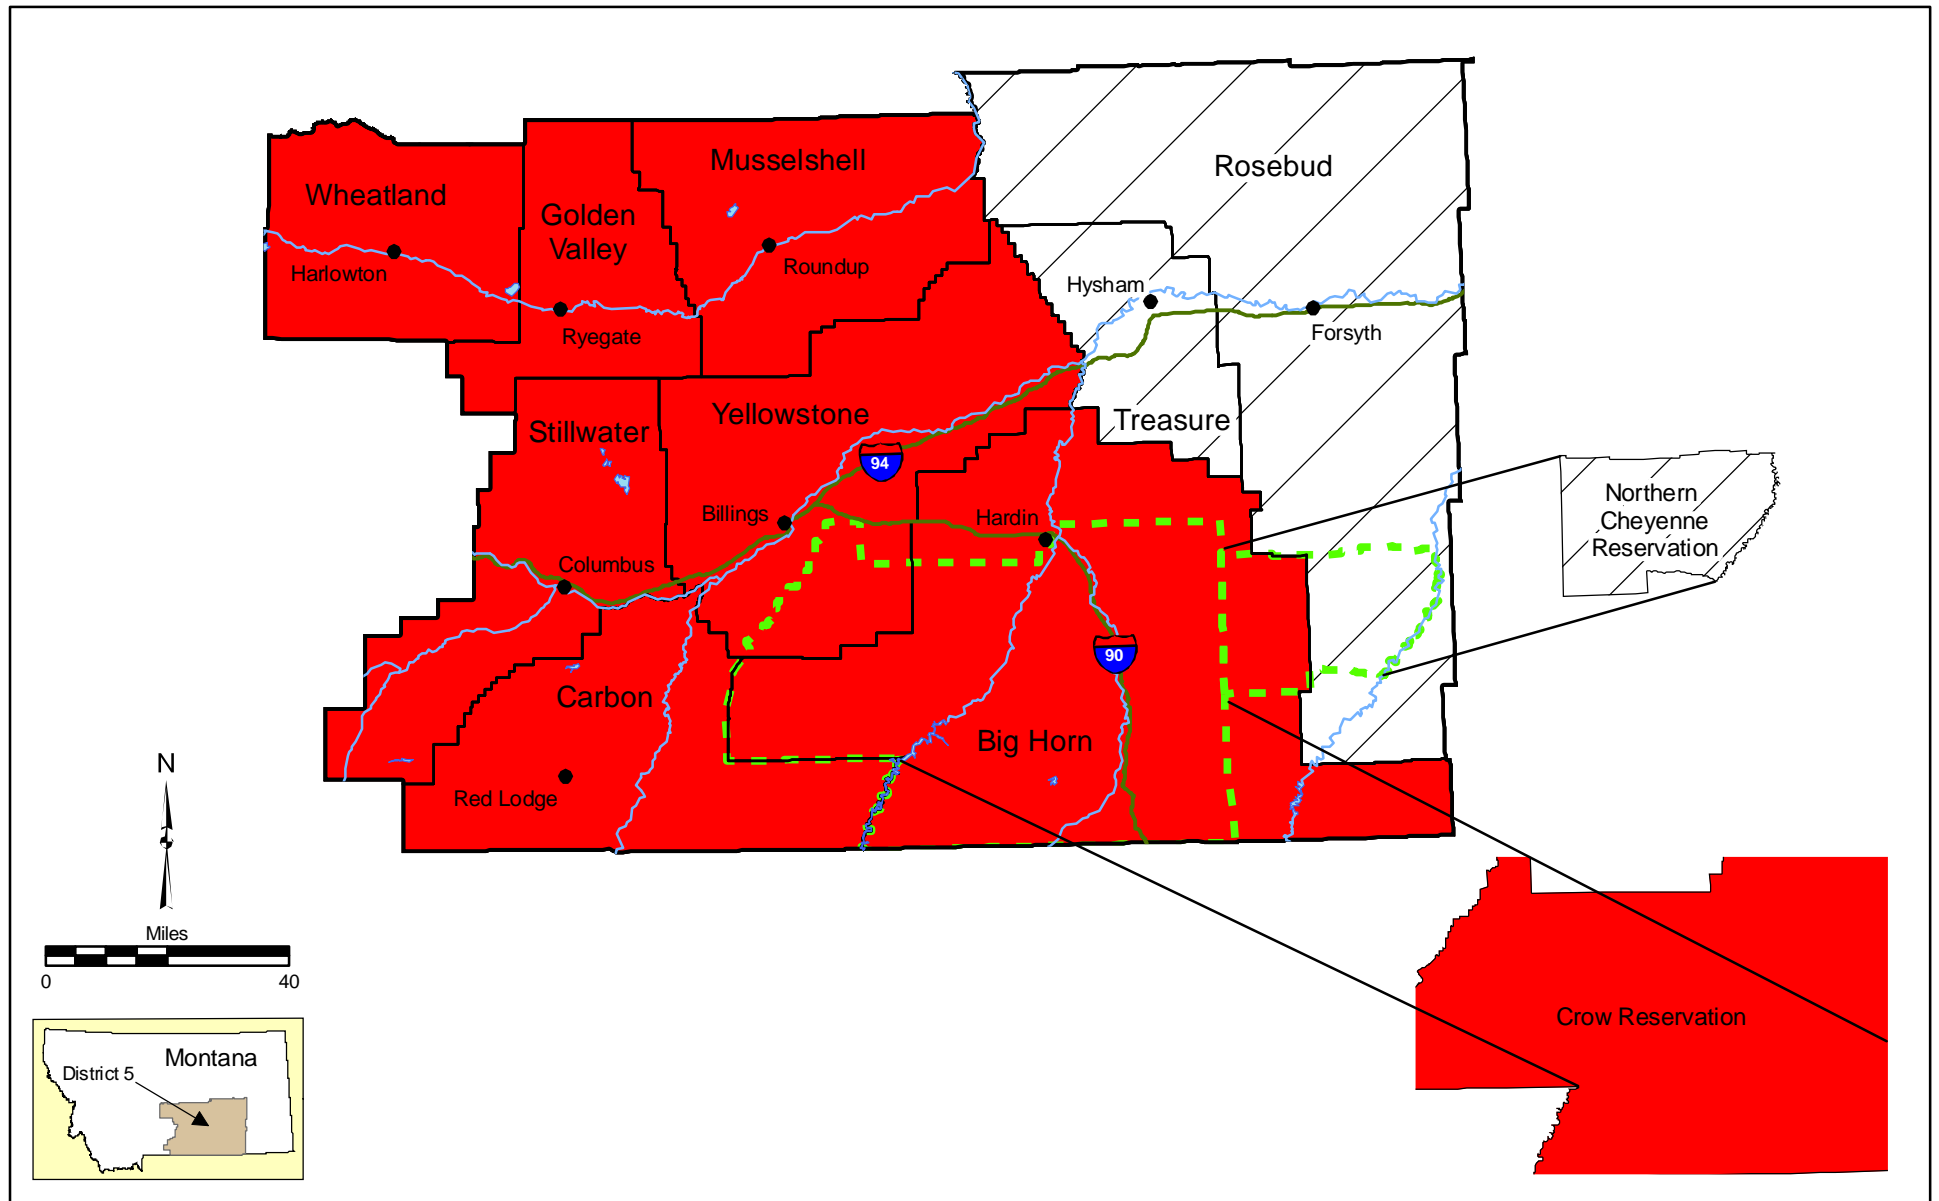 Musselshell
Rosebud
Wheatland
Golden
Valley
Harlowton
Roundup
Hysham
Ryegate
Forsyth
Yellowstone
Treasure
Stillwater
94
Northern
Cheyenne
Reservation
Billings
Hardin
Columbus
90
Carbon
Big Horn
Red Lodge
N
Miles
0 40
Crow Reservation
Montana
District 5